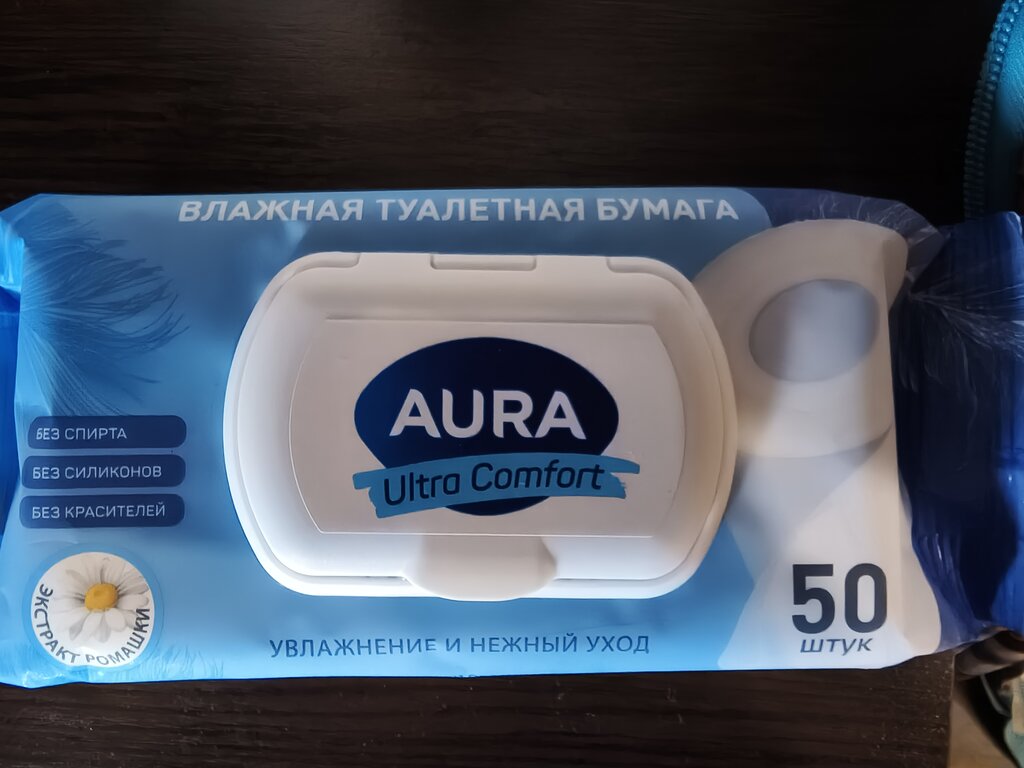 ВЛАЖНАЯ ТУАЛЕТНАЯ БУМАГА
AURA
Ultra Comfort
БЕЗ СПИРТА
БЕЗ СИЛИКОНОВ
БЕЗ КРАСИТЕЛЕЙ
ЭКСТРАКТ РОМАШКИ
УВЛАЖНЕНИЕ И НЕЖНЫЙ УХОД
50
ШТУК